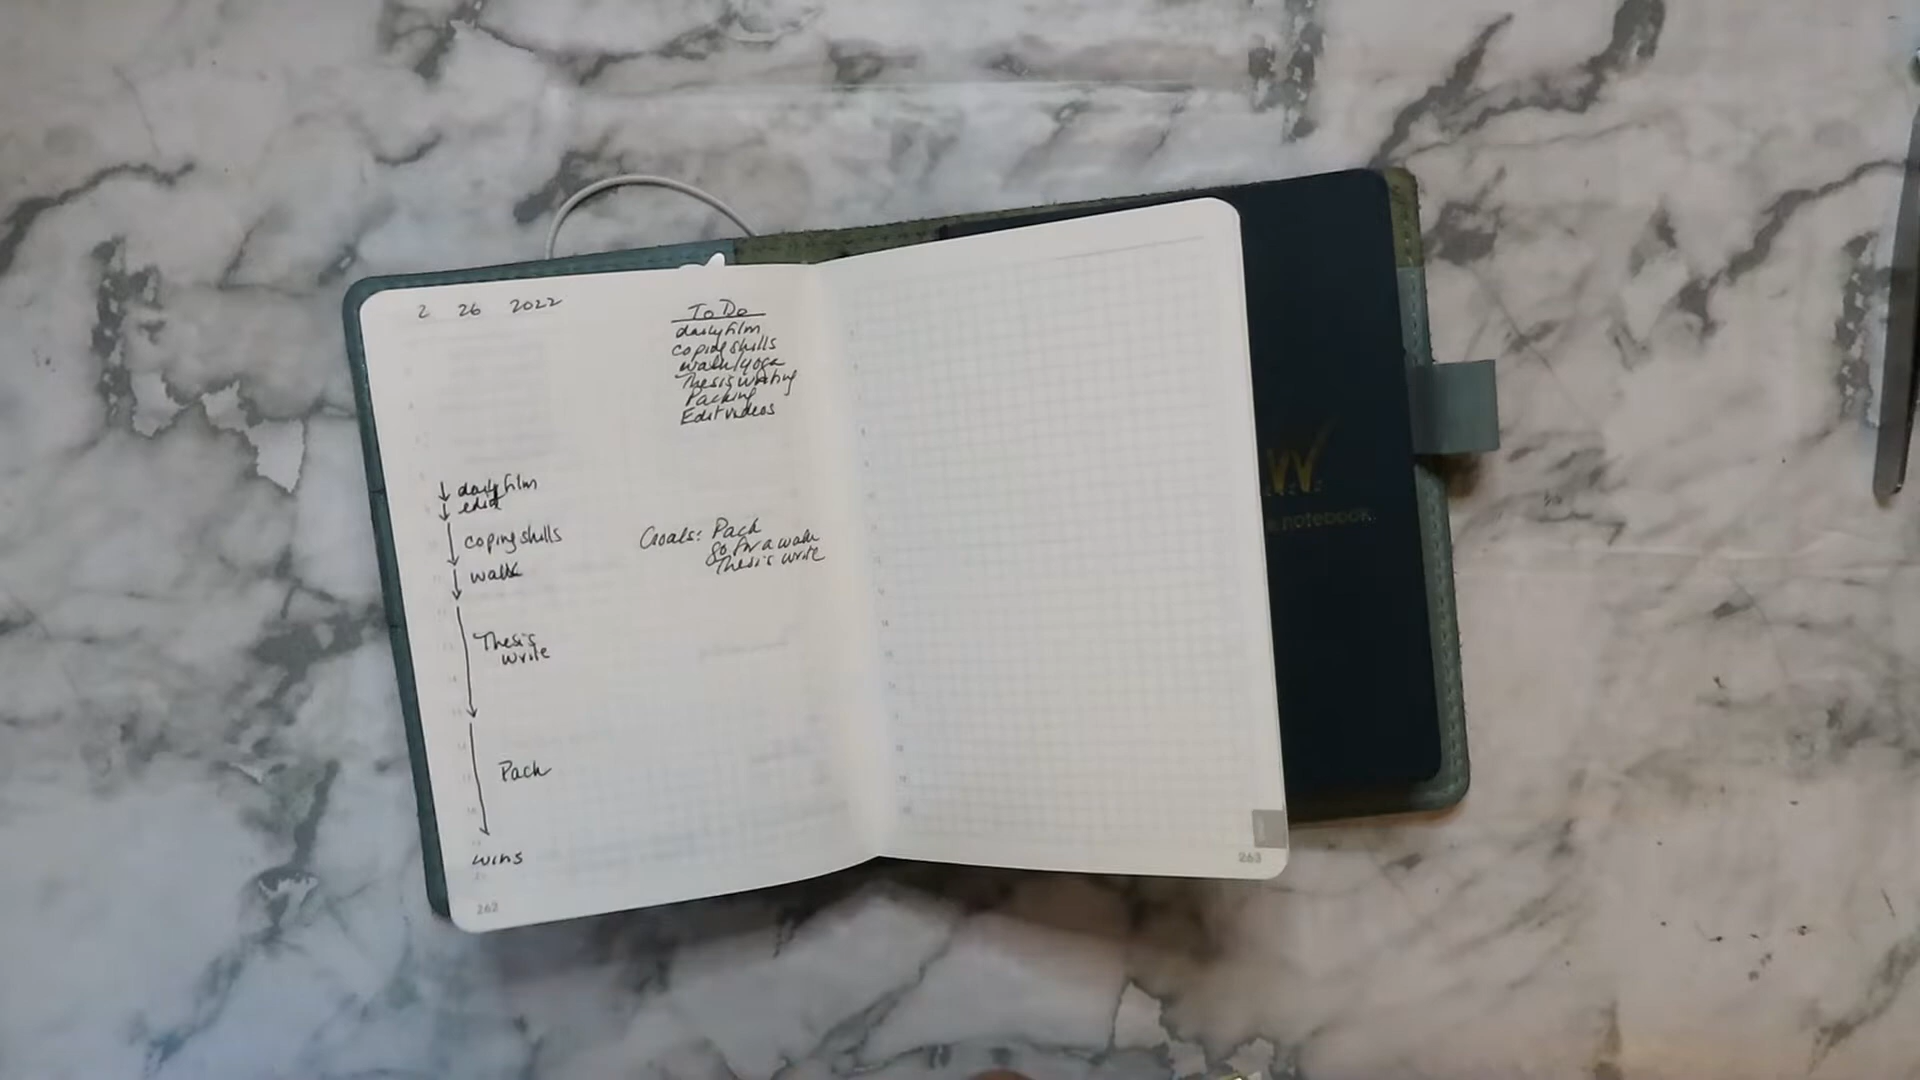 2 26 2022
To Do
daily film
coping skills
walk/yoga
Thesis writing
Packing
Edit videos
daily film
edit
coping skills
walk
Thesis
write
Pack
wins
Goals: Pack
go for a walk
Thesis write
262
263
notebook